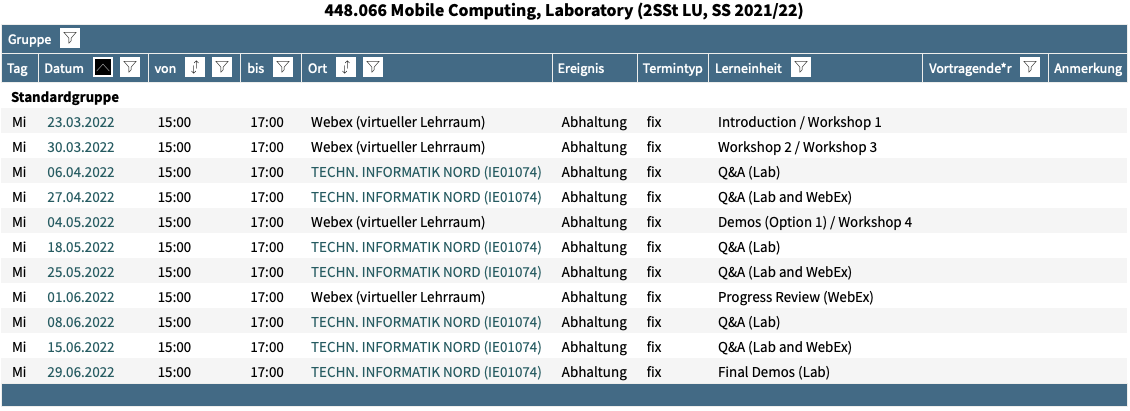 448.066 Mobile Computing, Laboratory (2SSt LU, SS 2021/22)
Gruppe
Tag Datum von bis Ort Ereignis Termintyp Lerneinheit Vortragende*r Anmerkung
Standardgruppe
Mi 23.03.2022 15:00 17:00 Webex (virtueller Lehrraum) Abhaltung fix Introduction / Workshop 1
Mi 30.03.2022 15:00 17:00 Webex (virtueller Lehrraum) Abhaltung fix Workshop 2 / Workshop 3
Mi 06.04.2022 15:00 17:00 TECHN. INFORMATIK NORD (IE01074) Abhaltung fix Q&A (Lab)
Mi 27.04.2022 15:00 17:00 TECHN. INFORMATIK NORD (IE01074) Abhaltung fix Q&A (Lab and WebEx)
Mi 04.05.2022 15:00 17:00 Webex (virtueller Lehrraum) Abhaltung fix Demos (Option 1) / Workshop 4
Mi 18.05.2022 15:00 17:00 TECHN. INFORMATIK NORD (IE01074) Abhaltung fix Q&A (Lab)
Mi 25.05.2022 15:00 17:00 TECHN. INFORMATIK NORD (IE01074) Abhaltung fix Q&A (Lab and WebEx)
Mi 01.06.2022 15:00 17:00 Webex (virtueller Lehrraum) Abhaltung fix Progress Review (WebEx)
Mi 08.06.2022 15:00 17:00 TECHN. INFORMATIK NORD (IE01074) Abhaltung fix Q&A (Lab)
Mi 15.06.2022 15:00 17:00 TECHN. INFORMATIK NORD (IE01074) Abhaltung fix Q&A (Lab and WebEx)
Mi 29.06.2022 15:00 17:00 TECHN. INFORMATIK NORD (IE01074) Abhaltung fix Final Demos (Lab)